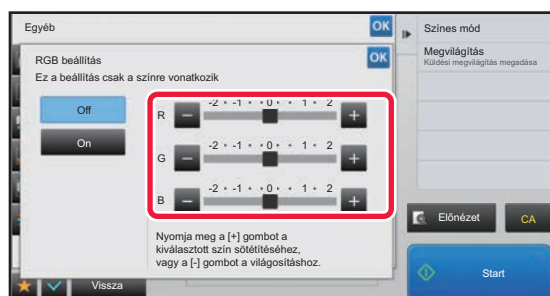 Egyéb
OK
RGB beállítás
OK
Ez a beállítás csak a színre vonatkozik
Off
On
R
-2 • -1 • • 0 • • 1 • 2
G
-2 • -1 • • 0 • • 1 • 2
B
-2 • -1 • • 0 • • 1 • 2
Nyomja meg a [+] gombot a
kiválasztott szín sötétítéséhez,
vagy a [-] gombot a világosításhoz.
Vissza
Színes mód
Megvilágítás
Küldési megvilágítás megadása
Előnézet
CA
Start